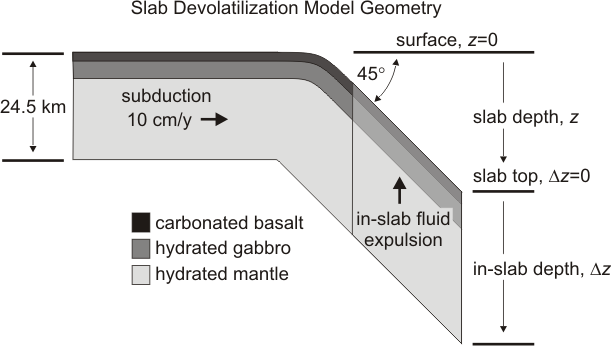 Slab Devolatilization Model Geometry
surface, z=0
45°
24.5 km
subduction
10 cm/y
slab depth, z
slab top, Δz=0
in-slab fluid
expulsion
carbonated basalt
hydrated gabbro
hydrated mantle
in-slab depth, Δz